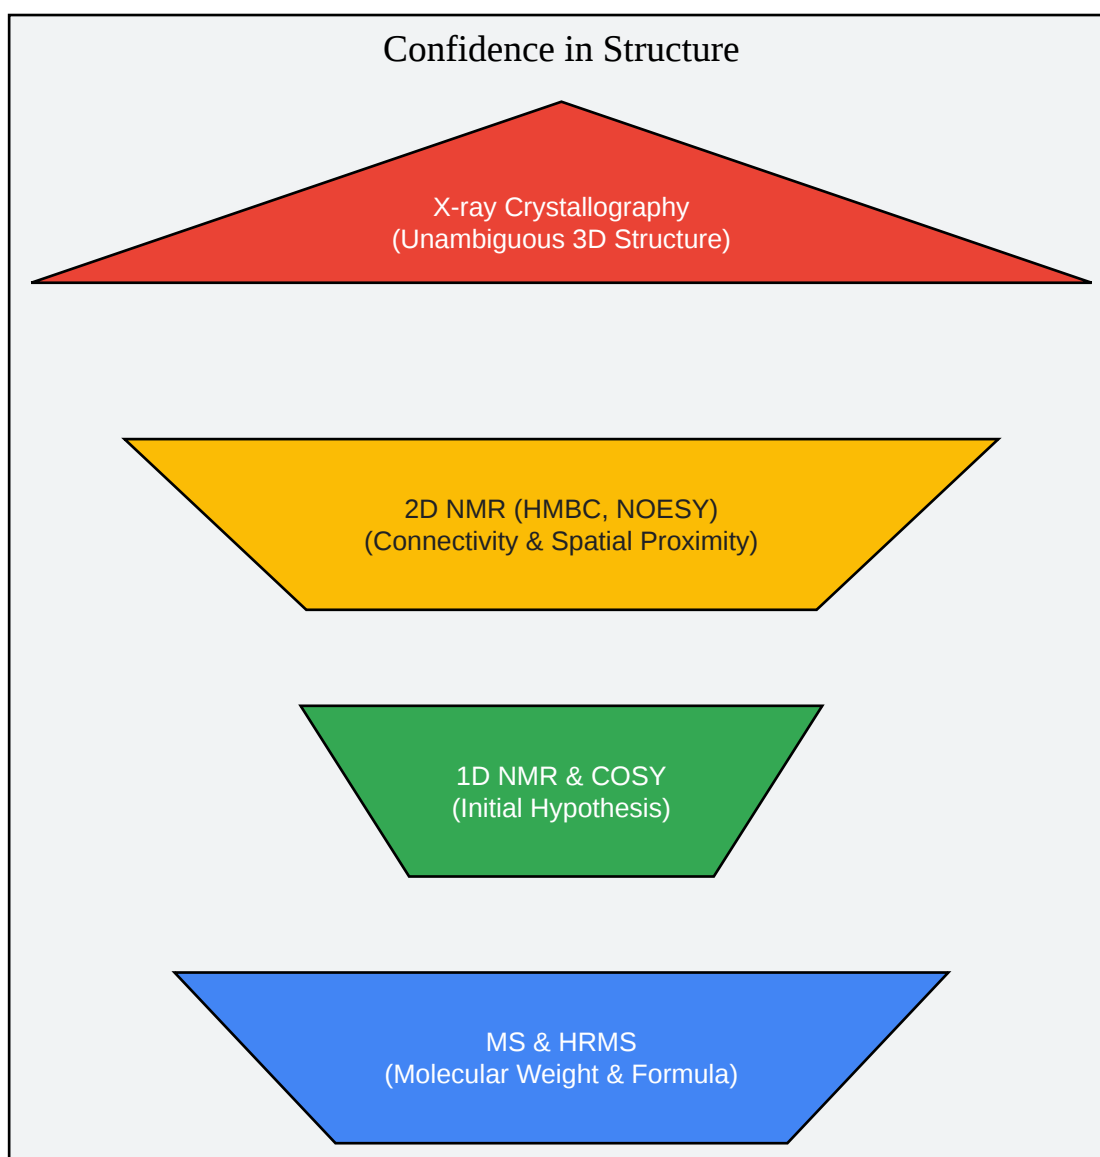 Confidence in Structure
X-ray Crystallography
(Unambiguous 3D Structure)
2D NMR (HMBC, NOESY)
(Connectivity & Spatial Proximity)
1D NMR & COSY
(Initial Hypothesis)
MS & HRMS
(Molecular Weight & Formula)